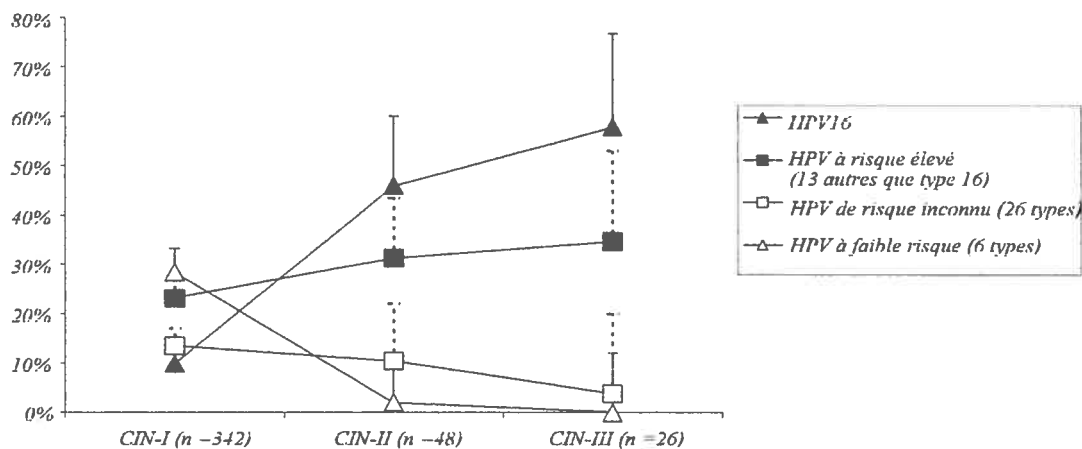 80%
70%
60%
50%
40%
30%
20%
10%
0%
CIN-I (n =342)
CIN-II (n =48)
CIN-III (n =26)
HPV16
HPV à risque élevé
(13 autres que type 16)
HPV de risque inconnu (26 types)
HPV à faible risque (6 types)